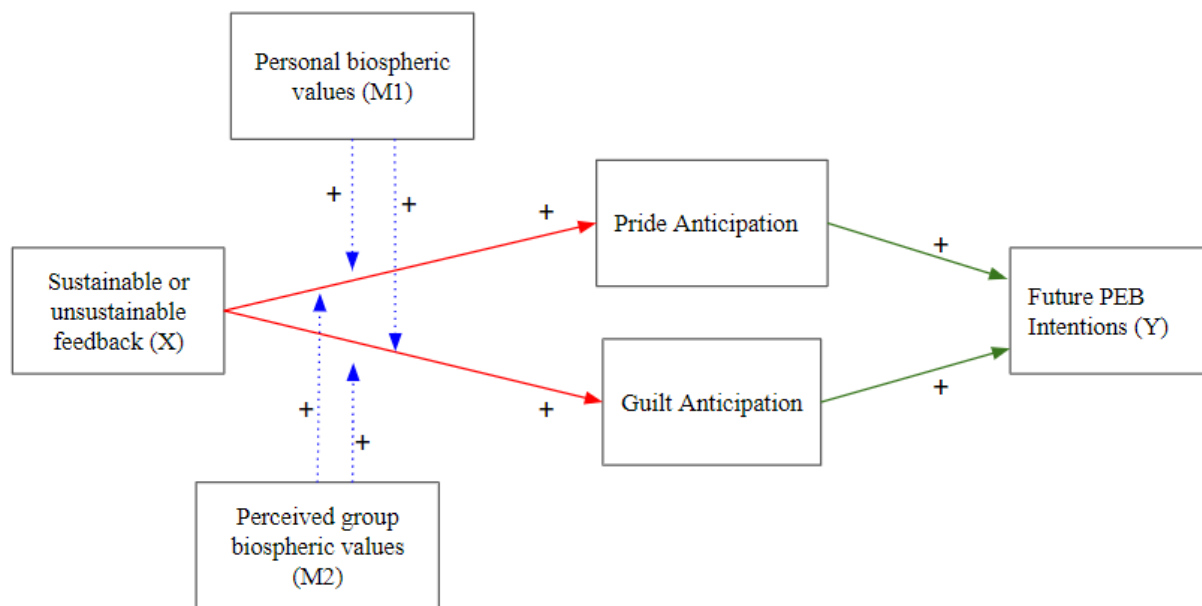 Personal biospheric
values (M1)
+
+
+
Pride Anticipation
+
Sustainable or
unsustainable
feedback (X)
Future PEB
Intentions (Y)
+
+
+
Guilt Anticipation
+
Perceived group
biospheric values
(M2)